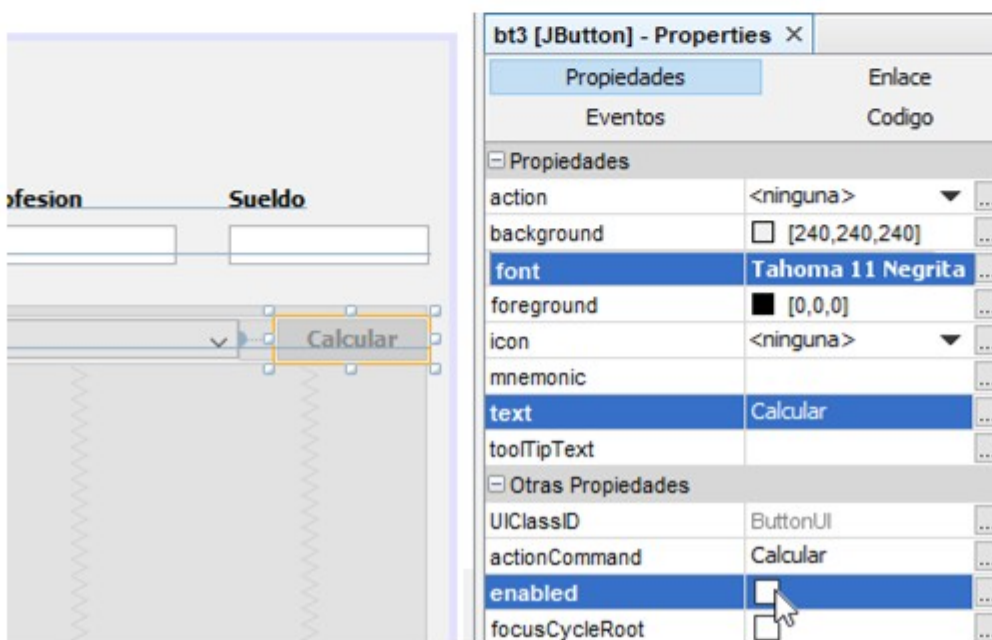 bt3 [JButton] - Properties ×
Propiedades Enlace
Eventos Codigo
Propiedades
action <ninguna> ...
background [240,240,240] ...
font Tahoma 11 Negrita ...
foreground [0,0,0] ...
icon <ninguna> ...
mnemonic ...
text Calcular ...
toolTipText ...
Otras Propiedades
UIClassID ButtonUI ...
actionCommand Calcular ...
enabled ...
focusCycleRoot
ofesion Sueldo
Calcular